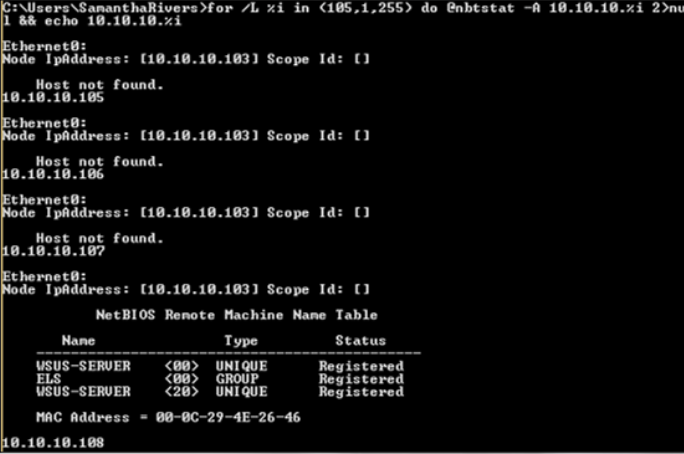 C:\Users\SamanthaRivers>for /L %i in (105,1,255) do @nbtstat -A 10.10.10.%i 2>nu
l && echo 10.10.10.%i
Ethernet0:
Node IpAddress: [10.10.10.103] Scope Id: []
Host not found.
10.10.10.105
Ethernet0:
Node IpAddress: [10.10.10.103] Scope Id: []
Host not found.
10.10.10.106
Ethernet0:
Node IpAddress: [10.10.10.103] Scope Id: []
Host not found.
10.10.10.107
Ethernet0:
Node IpAddress: [10.10.10.103] Scope Id: []
NetBIOS Remote Machine Name Table
Name Type Status
---------------------------------------------
WSUS-SERVER <00> UNIQUE Registered
ELS <00> GROUP Registered
WSUS-SERVER <20> UNIQUE Registered
MAC Address = 00-0C-29-4E-26-46
10.10.10.108